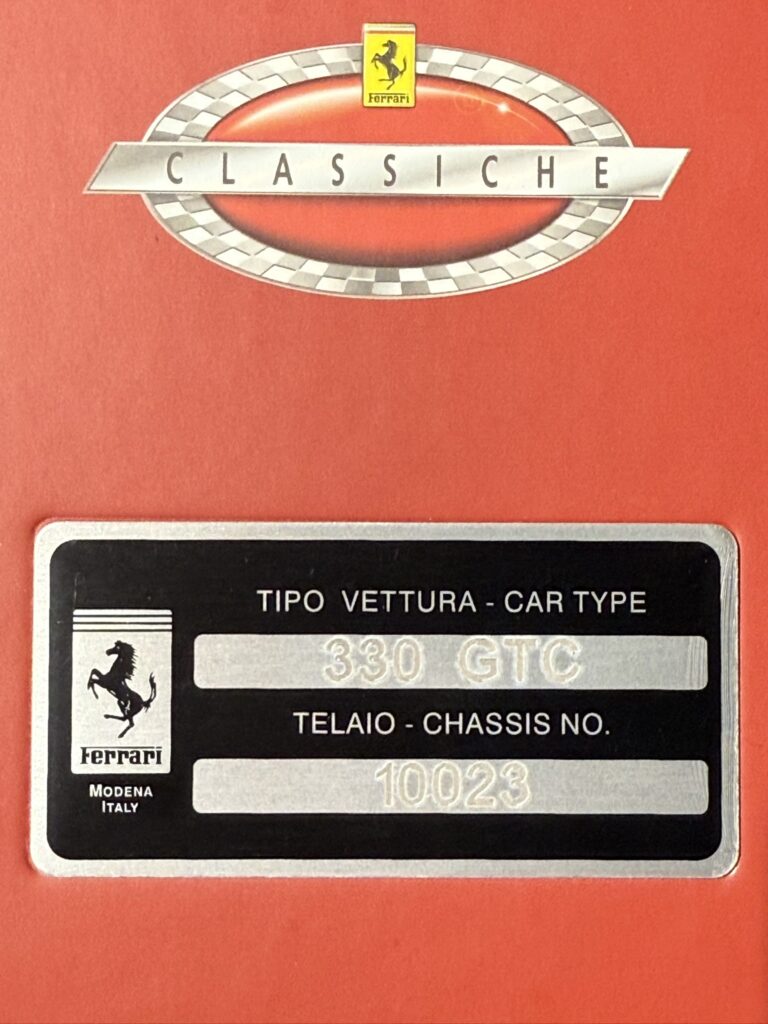 Ferrari
CLASSICHE
TIPO VETTURA - CAR TYPE
330 GTC
TELAIO - CHASSIS NO.
10023
Ferrari
MODENA
ITALY